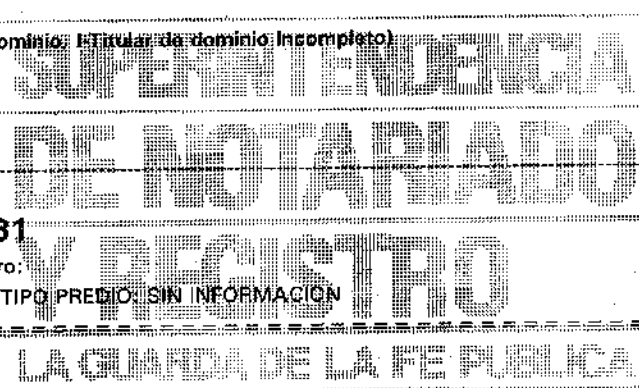 ominio, I-Titular de dominio incompleto)
SUPERINTENDENCIA
DE NOTARIADO
31
Y REGISTRO
ro:
TIPO PREDIO: SIN INFORMACION
LA GUARDA DE LA FE PUBLICA